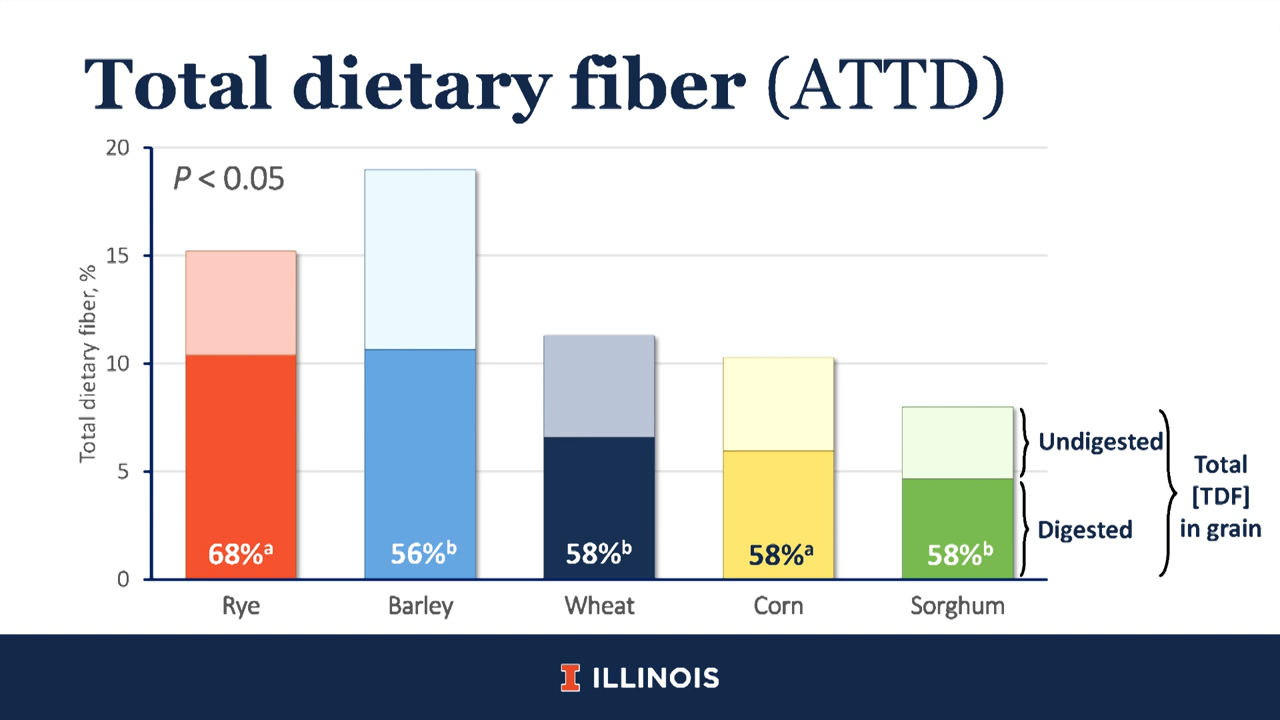 Total dietary fiber (ATTD)
P < 0.05
Total dietary fiber, %
20
15
10
5
0
68%ᵃ
56%ᵇ
58%ᵇ
58%ᵃ
58%ᵇ
Rye
Barley
Wheat
Corn
Sorghum
Undigested
Digested
Total
[TDF]
in grain
I ILLINOIS